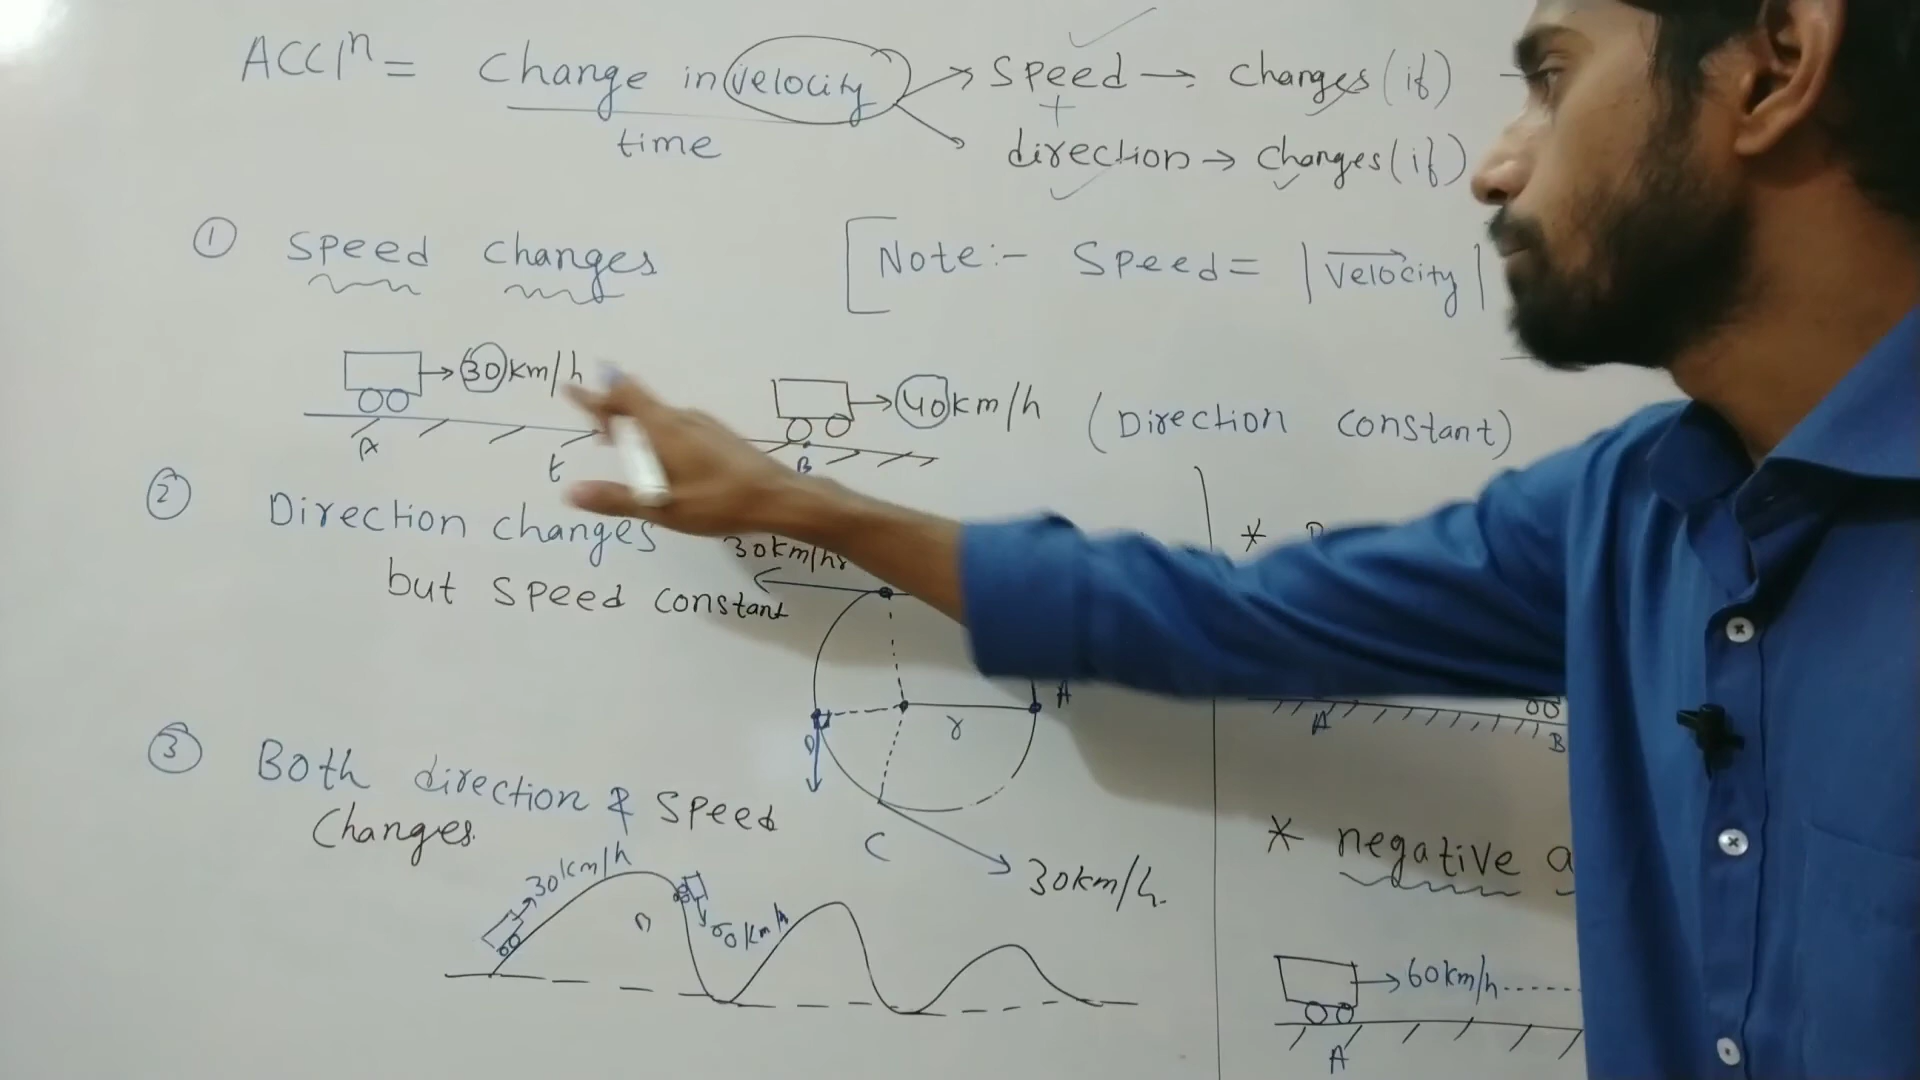 Accⁿ = Change in velocity
time
→ Speed → changes (if)
+
direction → changes (if)
① Speed changes
[Note:- Speed = |Velocity|
→ 30 km/h
→ 40 km/h (Direction constant)
A
t
B
② Direction changes
but speed constant
30km/hr
A
r
D
C
30km/h.
③ Both direction & speed
changes.
30km/h
B
km/h
*
A
B
* negative a
→ 60km/h
A